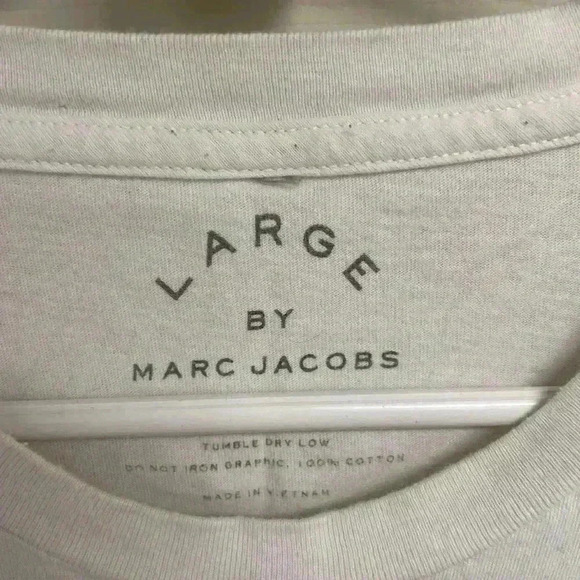 LARGE
BY
MARC JACOBS
TUMBLE DRY LOW
DO NOT IRON GRAPHIC. 100% COTTON
MADE IN VIETNAM